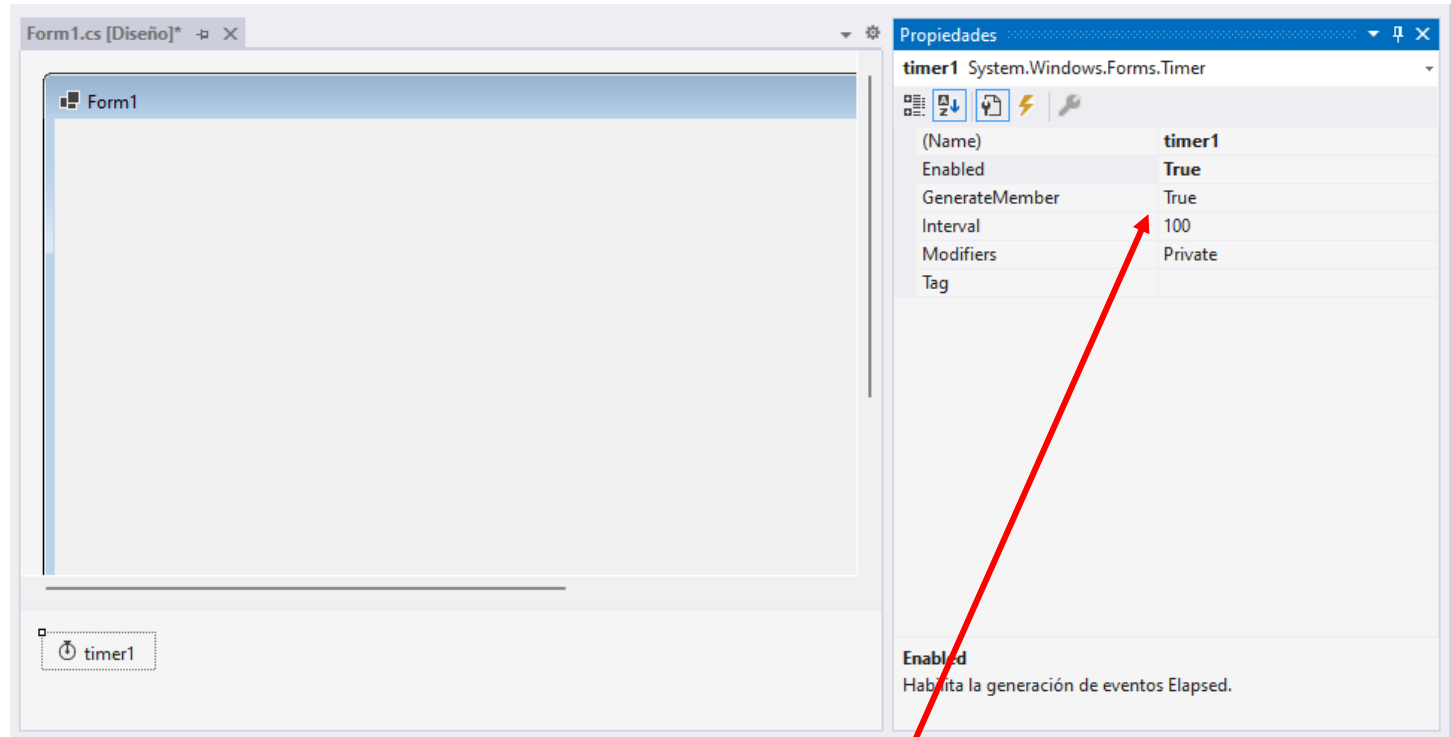 Form1.cs [Diseño]*
Form1
timer1
Propiedades
timer1 System.Windows.Forms.Timer
(Name) timer1
Enabled True
GenerateMember True
Interval 100
Modifiers Private
Tag
Enabled
Habilita la generación de eventos Elapsed.